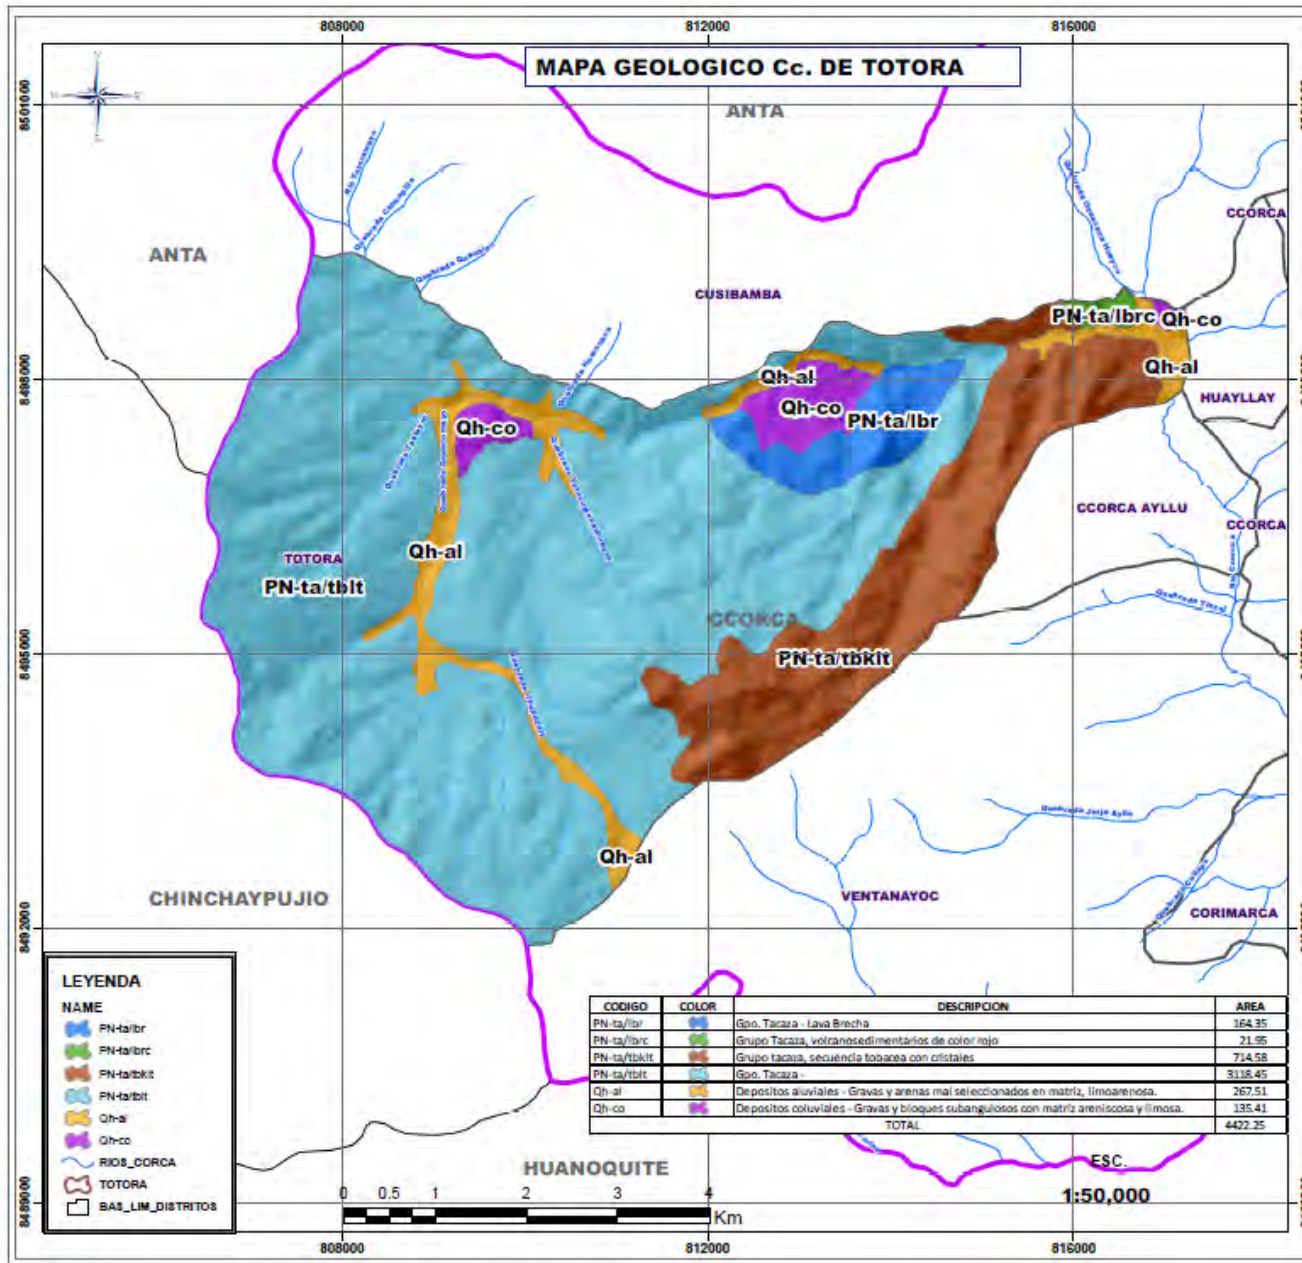 808000 812000 816000
MAPA GEOLOGICO Cc. DE TOTORA
8501000
ANTA
CCORCA
ANTA
CUSIBAMBA
PN-ta/lbrc
Qh-co
8498000
Qh-al
Qh-al
HUAYLLAY
Qh-co
PN-ta/lbr
Qh-co
CCORCA AYLLU
CCORCA
Qh-al
TOTORA
PN-ta/tblt
CCORCA
8495000
PN-ta/tbklt
Quebrada Jorje Ayllo
Qh-al
VENTANAYOC
CHINCHAYPUJIO
CORIMARCA
8492000
LEYENDA
NAME
PN-ta/lbr
PN-ta/lbrc
PN-ta/tbklt
PN-ta/tblt
Qh-al
Qh-co
RIOS_CORCA
TOTORA
BAS_LIM_DISTRITOS
CODIGO COLOR DESCRIPCION AREA
PN-ta/lbr Gpo. Tacaza - Lava Brecha 164.35
PN-ta/lbrc Grupo Tacaza, volcanosedimentarios de color rojo 21.95
PN-ta/tbklt Grupo tacaza, secuencia tobacea con cristales 714.58
PN-ta/tblt Gpo. Tacaza - 3118.45
Qh-al Depositos aluviales - Gravas y arenas mal seleccionados en matriz, limoarenosa. 267.51
Qh-co Depositos coluviales - Gravas y bloques subangulosos con matriz areniscosa y limosa. 135.41
TOTAL 4422.25
HUANOQUITE
ESC.
1:50,000
8489000
0 0.5 1 2 3 4
Km
808000 812000 816000